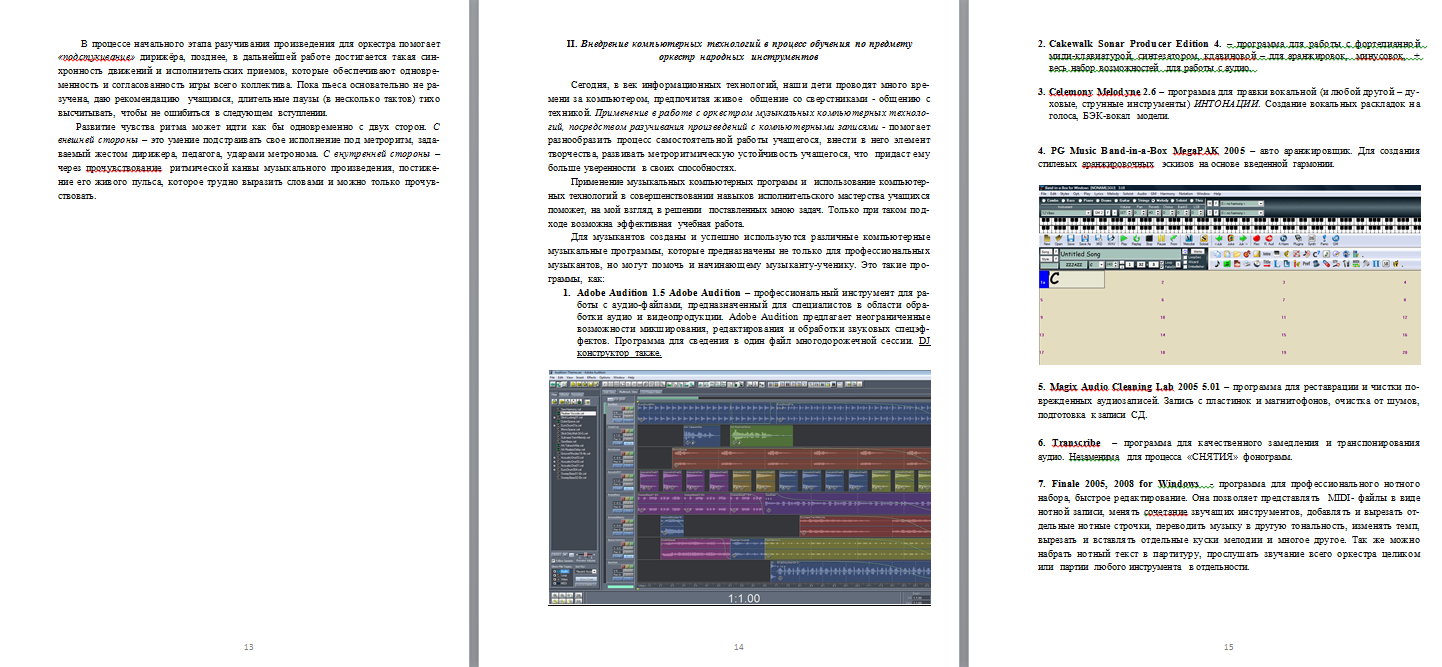 В процессе начального этапа разучивания произведения для оркестра помогает
«подстукивание» дирижёра, позднее, в дальнейшей работе достигается такая син-
хронность движений и исполнительских приемов, которые обеспечивают одновре-
менность и согласованность игры всего коллектива. Пока пьеса основательно не ра-
зучена, даю рекомендацию учащимся, длительные паузы (в несколько тактов) тихо
высчитывать, чтобы не ошибиться в следующем вступлении.
Развитие чувства ритма может идти как бы одновременно с двух сторон. С
внешней стороны – это умение подстраивать свое исполнение под метроритм, зада-
ваемый жестом дирижера, педагога, ударами метронома. С внутренней стороны –
через прочувствование ритмической канвы музыкального произведения, постиже-
ние его живого пульса, которое трудно выразить словами и можно только прочув-
ствовать.
13
II. Внедрение компьютерных технологий в процесс обучения по предмету
оркестр народных инструментов
Сегодня, в век информационных технологий, наши дети проводят много вре-
мени за компьютером, предпочитая живое общение со сверстниками - общению с
техникой. Применение в работе с оркестром музыкальных компьютерных техноло-
гий, посредством разучивания произведений с компьютерными записями - помогает
разнообразить процесс самостоятельной работы учащегося, внести в него элемент
творчества, развивать метроритмическую устойчивость учащегося, что придаст ему
больше уверенности в своих способностях.
Применение музыкальных компьютерных программ и использование компьютер-
ных технологий в совершенствовании навыков исполнительского мастерства учащихся
поможет, на мой взгляд, в решении поставленных мною задач. Только при таком под-
ходе возможна эффективная учебная работа.
Для музыкантов созданы и успешно используются различные компьютерные
музыкальные программы, которые предназначены не только для профессиональных
музыкантов, но могут помочь и начинающему музыканту-ученику. Это такие про-
граммы, как:
1. Adobe Audition 1.5 Adobe Audition – профессиональный инструмент для ра-
боты с аудио-файлами, предназначенный для специалистов в области обра-
ботки аудио и видеопродукции. Adobe Audition предлагает неограниченные
возможности микширования, редактирования и обработки звуковых спецэф-
фектов. Программа для сведения в один файл многодорожечной сессии. DJ
конструктор также.
1:1.00
14
2. Cakewalk Sonar Producer Edition 4. – программа для работы с фортепианной
миди-клавиатурой, синтезатором, клавиновой – для аранжировок, минусовок, +
весь набор возможностей для работы с аудио.
3. Celemony Melodyne 2.6 – программа для правки вокальной (и любой другой – ду-
ховые, струнные инструменты) ИНТОНАЦИИ. Создание вокальных раскладок на
голоса, БЭК-вокал модели.
4. PG Music Band-in-a-Box MegaPAK 2005 – авто аранжировщик. Для создания
стилевых аранжировочных эскизов на основе введенной гармонии.
Untitled Song
C
5. Magix Audio Cleaning Lab 2005 5.01 – программа для реставрации и чистки по-
врежденных аудиозаписей. Запись с пластинок и магнитофонов, очистка от шумов,
подготовка к записи СД.
6. Transcribe – программа для качественного замедления и транспонирования
аудио. Незаменима для процесса «СНЯТИЯ» фонограмм.
7. Finale 2005, 2008 for Windows - программа для профессионального нотного
набора, быстрое редактирование. Она позволяет представлять MIDI- файлы в виде
нотной записи, менять сочетание звучащих инструментов, добавлять и вырезать от-
дельные нотные строчки, переводить музыку в другую тональность, изменять темп,
вырезать и вставлять отдельные куски мелодии и многое другое. Так же можно
набрать нотный текст в партитуру, прослушать звучание всего оркестра целиком
или партии любого инструмента в отдельности.
15